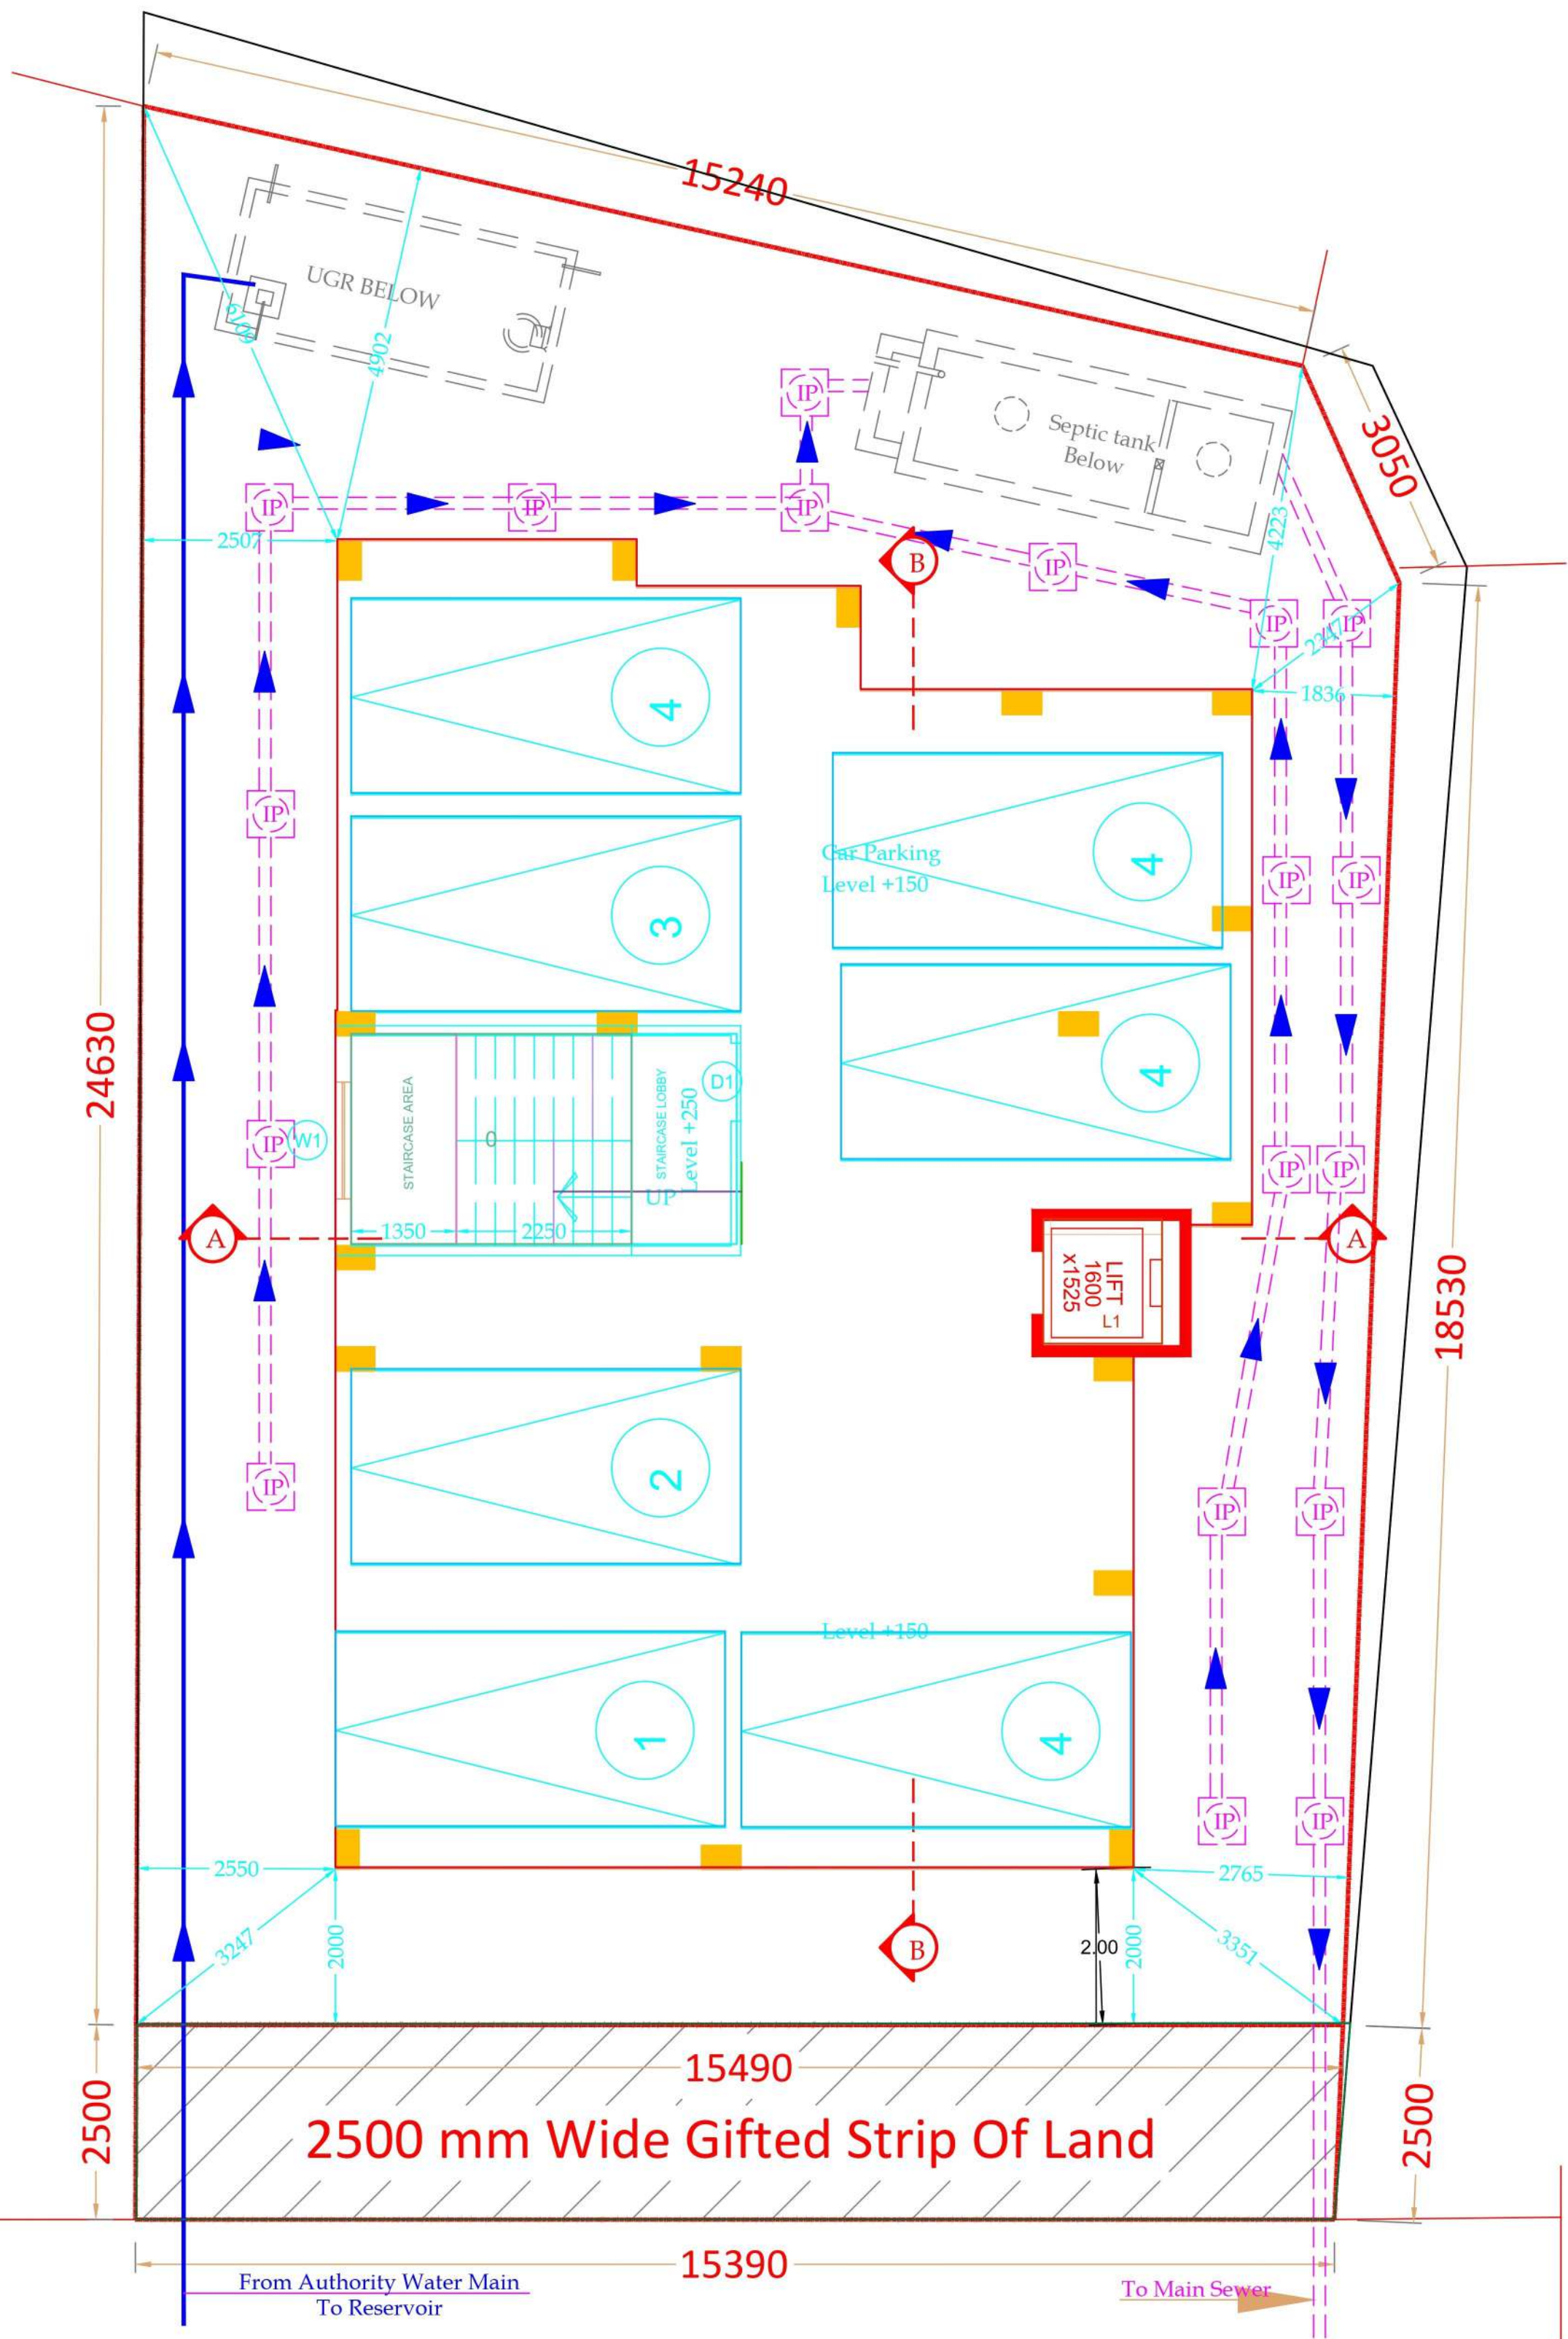 15240
UGR BELOW
6109
4902
3050
IP
Septic tank
Below
4223
IP
IP
IP
2507
B
IP
IP
IP
2347
1836
4
IP
Car Parking
Level +150
4
IP
IP
3
4
24630
STAIRCASE AREA
0
STAIRCASE LOBBY
Level +250
D1
W1
IP
UP
1350
2250
IP
IP
A
A
LIFT
1600
x1525
L1
18530
2
IP
IP
IP
Level +150
1
4
IP
IP
2550
2765
3247
2000
B
2.00
2000
3351
15490
2500
2500 mm Wide Gifted Strip Of Land
2500
15390
From Authority Water Main
To Reservoir
To Main Sewer